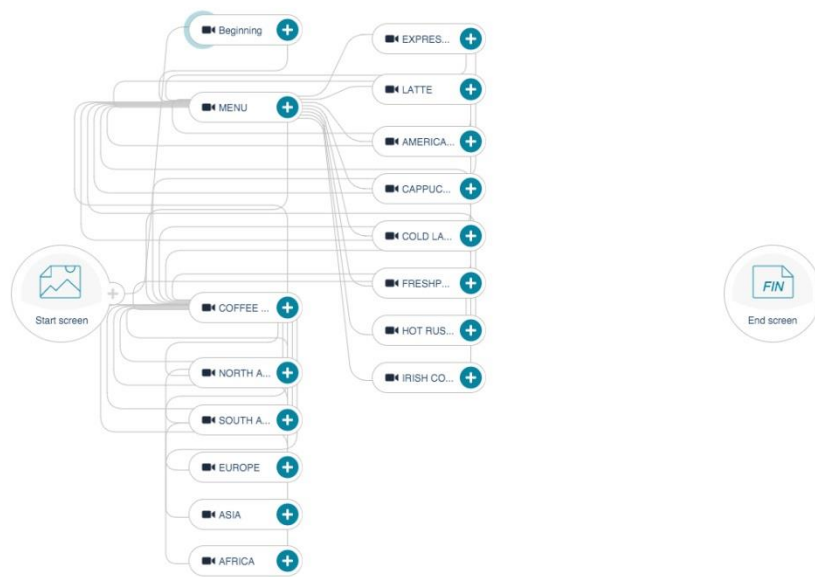 Beginning
MENU
COFFEE ...
NORTH A...
SOUTH A...
EUROPE
ASIA
AFRICA
EXPRES...
LATTE
AMERICA...
CAPPUC...
COLD LA...
FRESHP...
HOT RUS...
IRISH CO...
Start screen
FIN
End screen